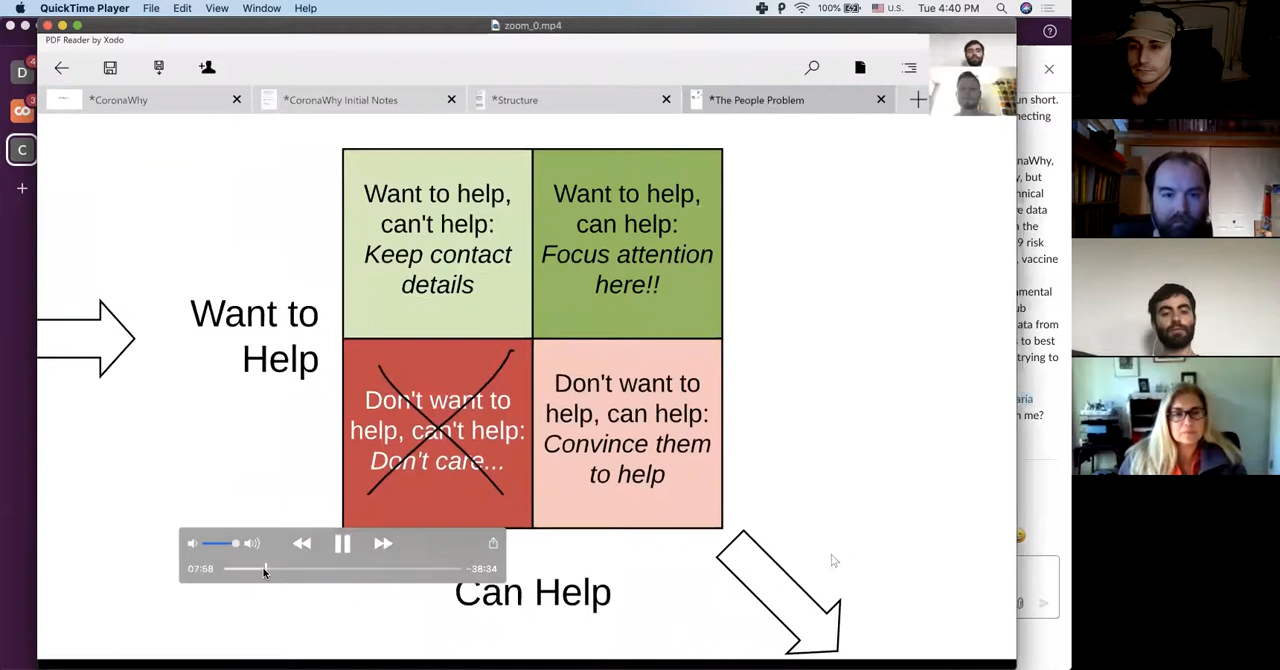 QuickTime Player File Edit View Window Help
100% U.S. Tue 4:40 PM
zoom_0.mp4
PDF Reader by Xodo
*CoronaWhy
*CoronaWhy Initial Notes
*Structure
*The People Problem
D 4
3
C
Want to help,
can't help:
Keep contact
details
Want to help,
can help:
Focus attention
here!!
Want to
Help
Don't want to
help, can't help:
Don't care...
Don't want to
help, can help:
Convince them
to help
Can Help
07:58
-38:34
un short.
necting
naWhy,
y, but
hnical
e data
n the
9 risk
, vaccine
amental
ub
ata from
s to best
trying to
aria
n me?